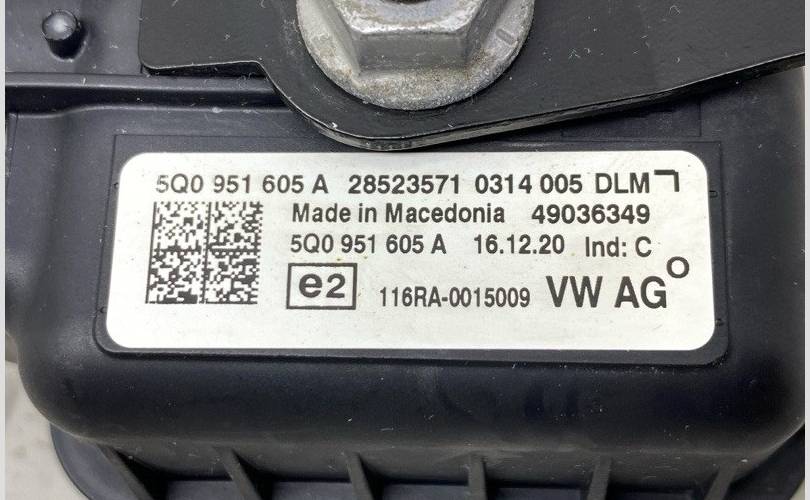 5Q0 951 605 A 28523571 0314 005 DLM
Made in Macedonia 49036349
5Q0 951 605 A 16.12.20 Ind: C
e2 116RA-0015009 VW AG